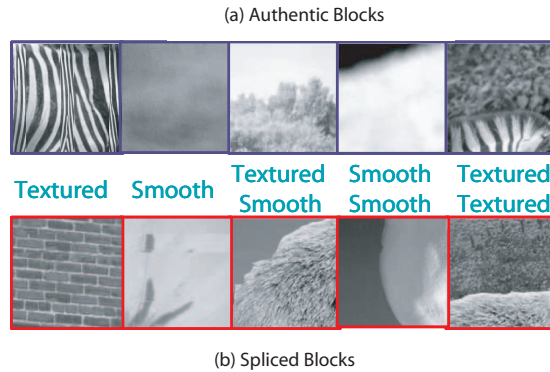 (a) Authentic Blocks
Textured Smooth Textured Smooth Textured
Smooth Smooth Textured
(b) Spliced Blocks